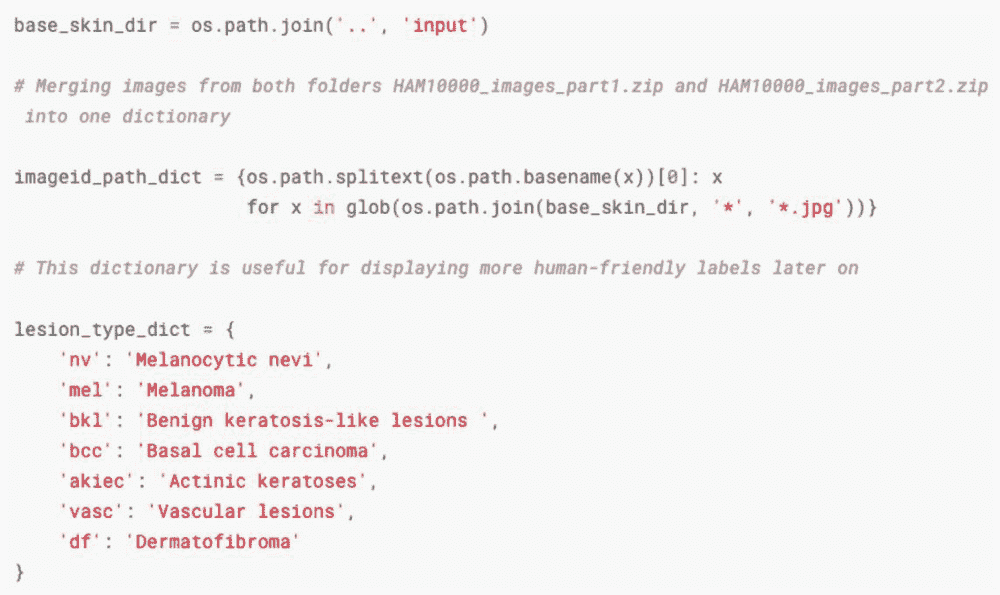 base_skin_dir = os.path.join('..', 'input')
# Merging images from both folders HAM10000_images_part1.zip and HAM10000_images_part2.zip
into one dictionary
imageid_path_dict = {os.path.splitext(os.path.basename(x))[0]: x
for x in glob(os.path.join(base_skin_dir, '*', '*.jpg'))}
# This dictionary is useful for displaying more human-friendly labels later on
lesion_type_dict = {
'nv': 'Melanocytic nevi',
'mel': 'Melanoma',
'bkl': 'Benign keratosis-like lesions ',
'bcc': 'Basal cell carcinoma',
'akiec': 'Actinic keratoses',
'vasc': 'Vascular lesions',
'df': 'Dermatofibroma'
}